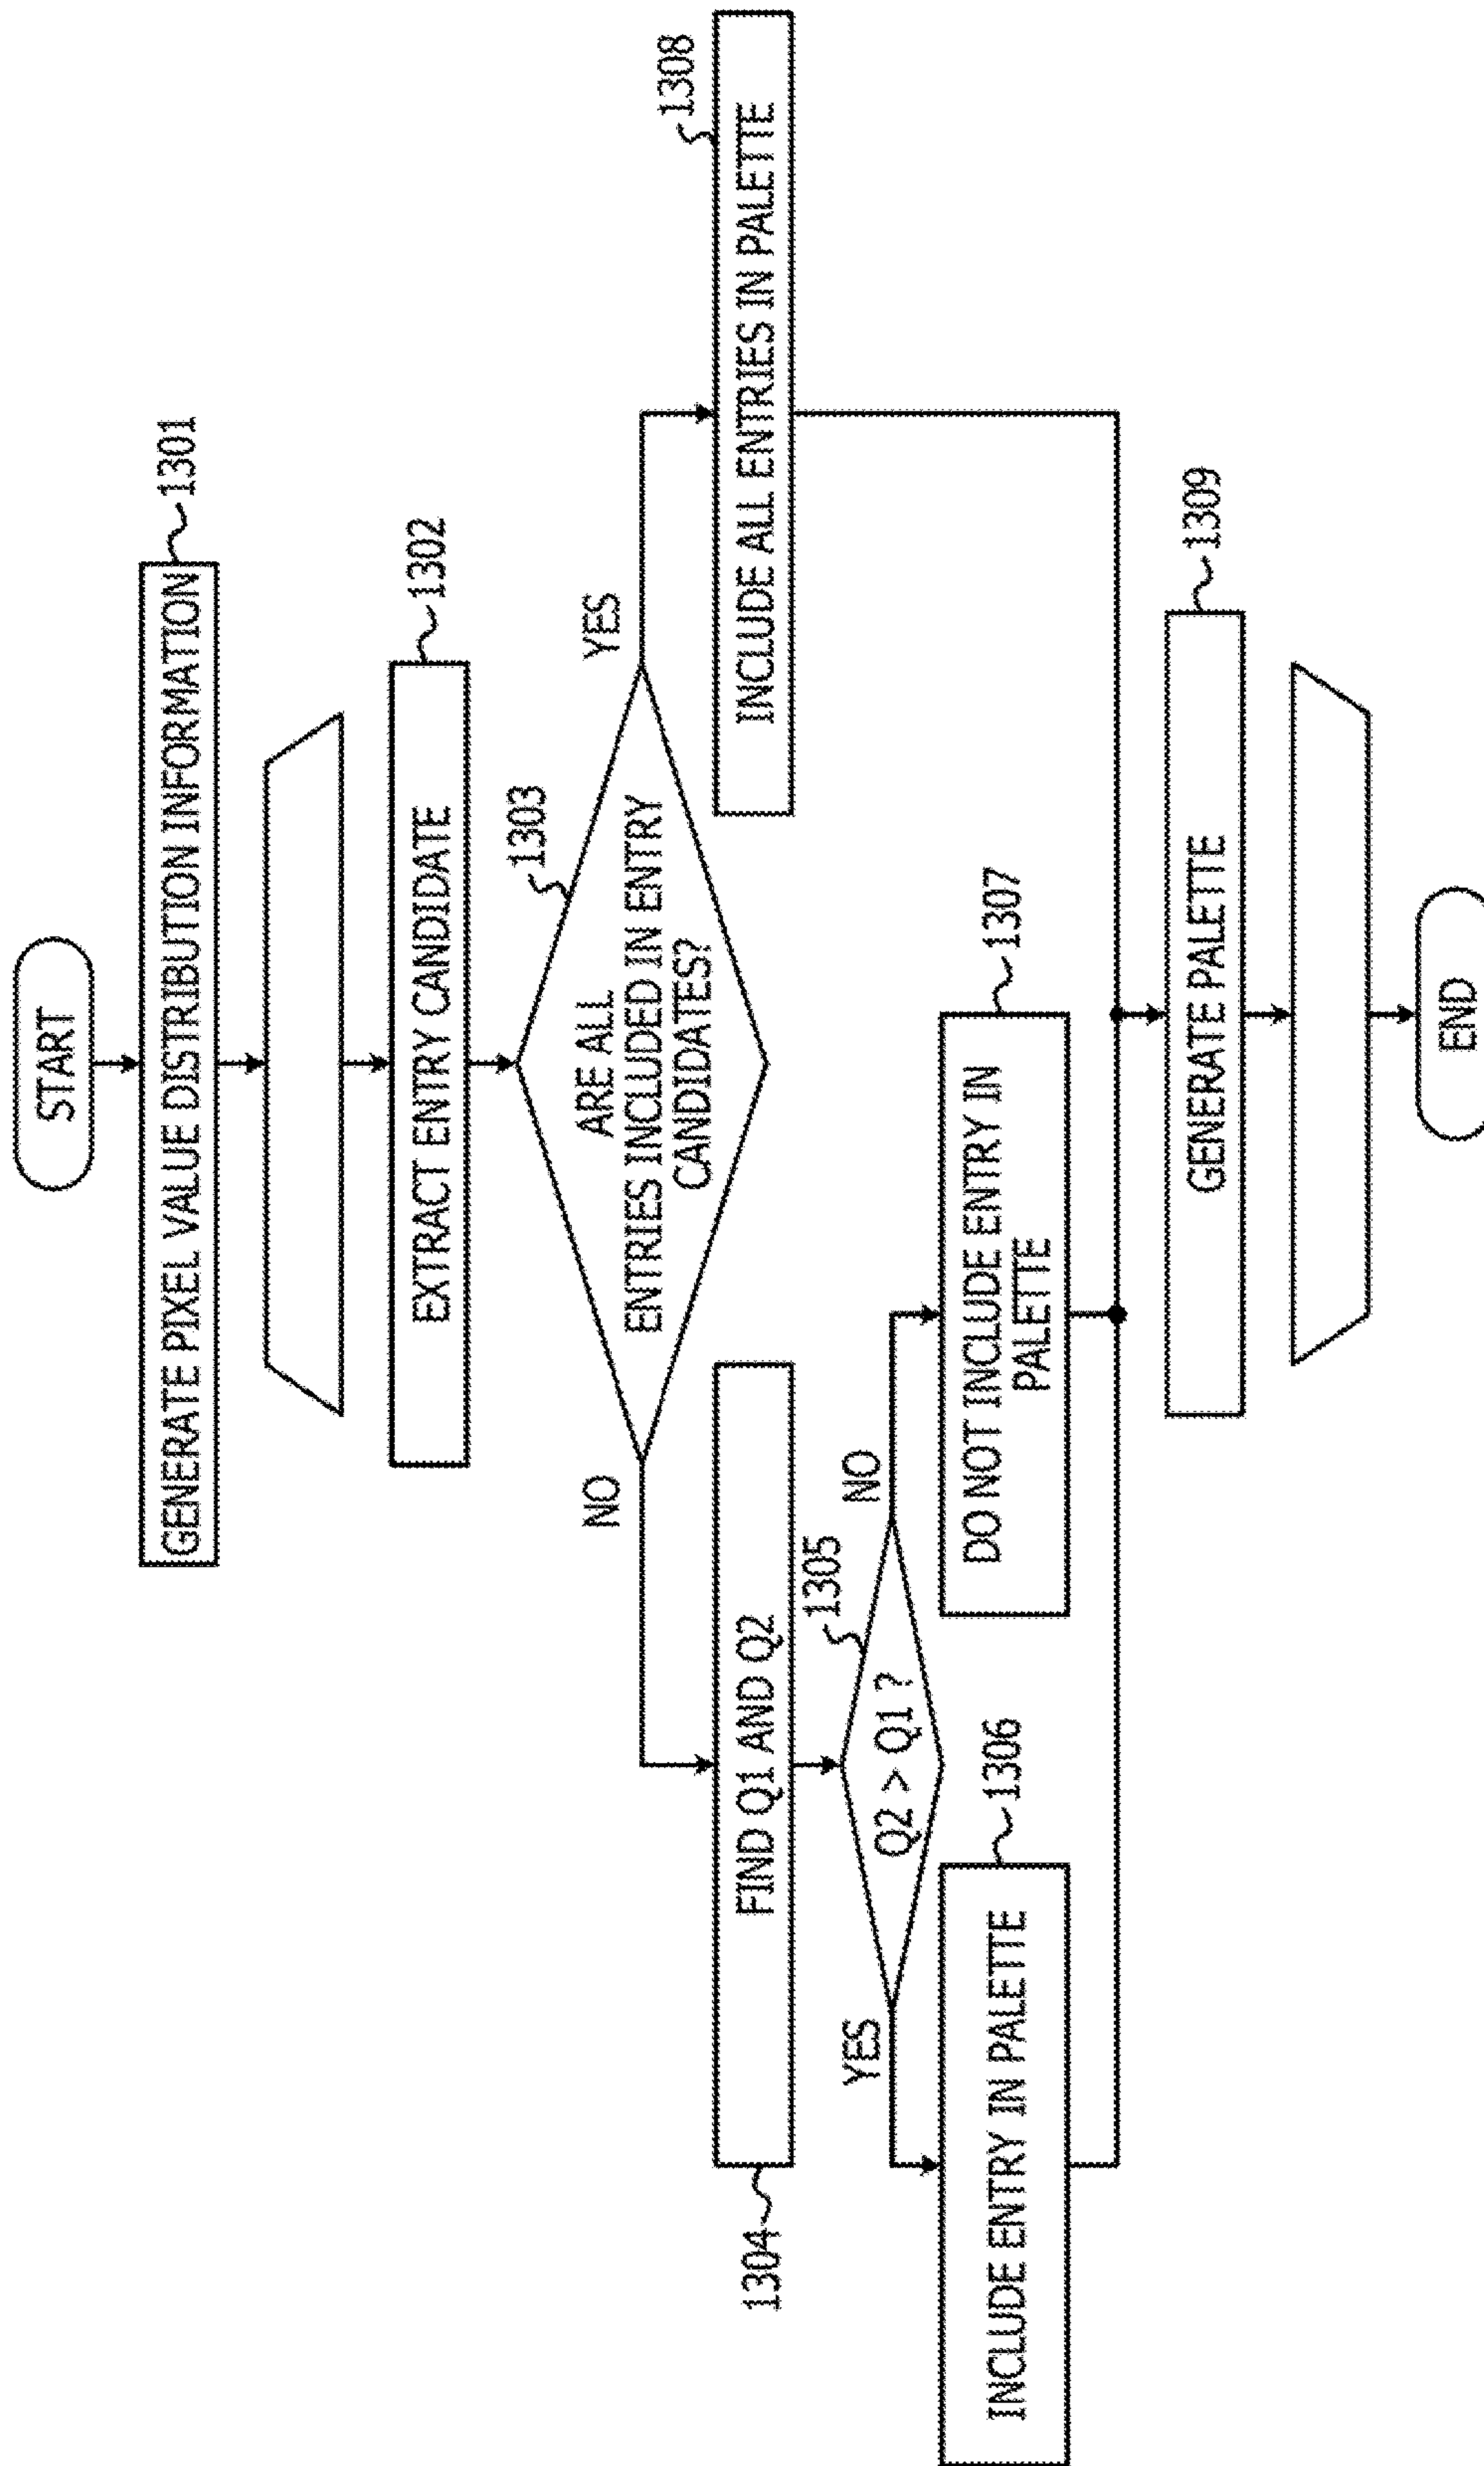 START
GENERATE PIXEL VALUE DISTRIBUTION INFORMATION
1301
EXTRACT ENTRY CANDIDATE
1302
1303
ARE ALL
ENTRIES INCLUDED IN ENTRY
CANDIDATES?
NO
YES
1304
FIND Q1 AND Q2
1308
INCLUDE ALL ENTRIES IN PALETTE
1305
Q2 > Q1 ?
YES
NO
INCLUDE ENTRY IN PALETTE
1306
DO NOT INCLUDE ENTRY IN
PALETTE
1307
GENERATE PALETTE
1309
END